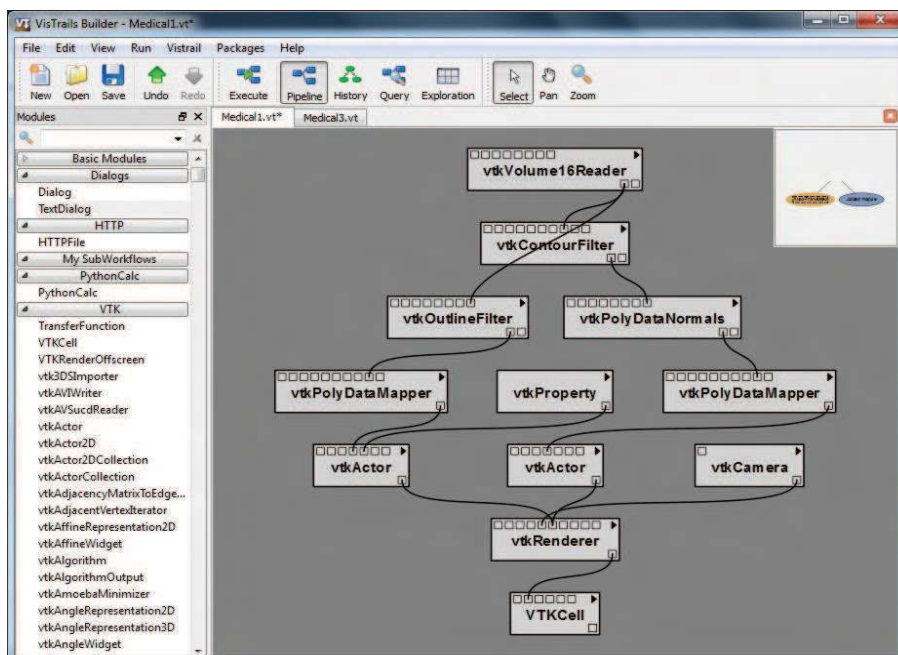 VT VisTrails Builder - Medical1.vt*
File Edit View Run Vistrail Packages Help
New Open Save Undo Redo Execute Pipeline History Query Exploration Select Pan Zoom
Modules
Medical1.vt* Medical3.vt
Basic Modules
Dialogs
Dialog
TextDialog
HTTP
HTTPFile
My SubWorkflows
PythonCalc
PythonCalc
VTK
TransferFunction
VTKCell
VTKRenderOffscreen
vtk3DSImporter
vtkAVIWriter
vtkAVSucdReader
vtkActor
vtkActor2D
vtkActor2DCollection
vtkActorCollection
vtkAdjacencyMatrixToEdge...
vtkAdjacentVertexIterator
vtkAffineRepresentation2D
vtkAffineWidget
vtkAlgorithm
vtkAlgorithmOutput
vtkAmoebaMinimizer
vtkAngleRepresentation2D
vtkAngleRepresentation3D
vtkAngleWidget
vtkVolume16Reader
vtkContourFilter
vtkOutlineFilter
vtkPolyDataNormals
vtkPolyDataMapper
vtkProperty
vtkPolyDataMapper
vtkActor
vtkActor
vtkCamera
vtkRenderer
VTKCell